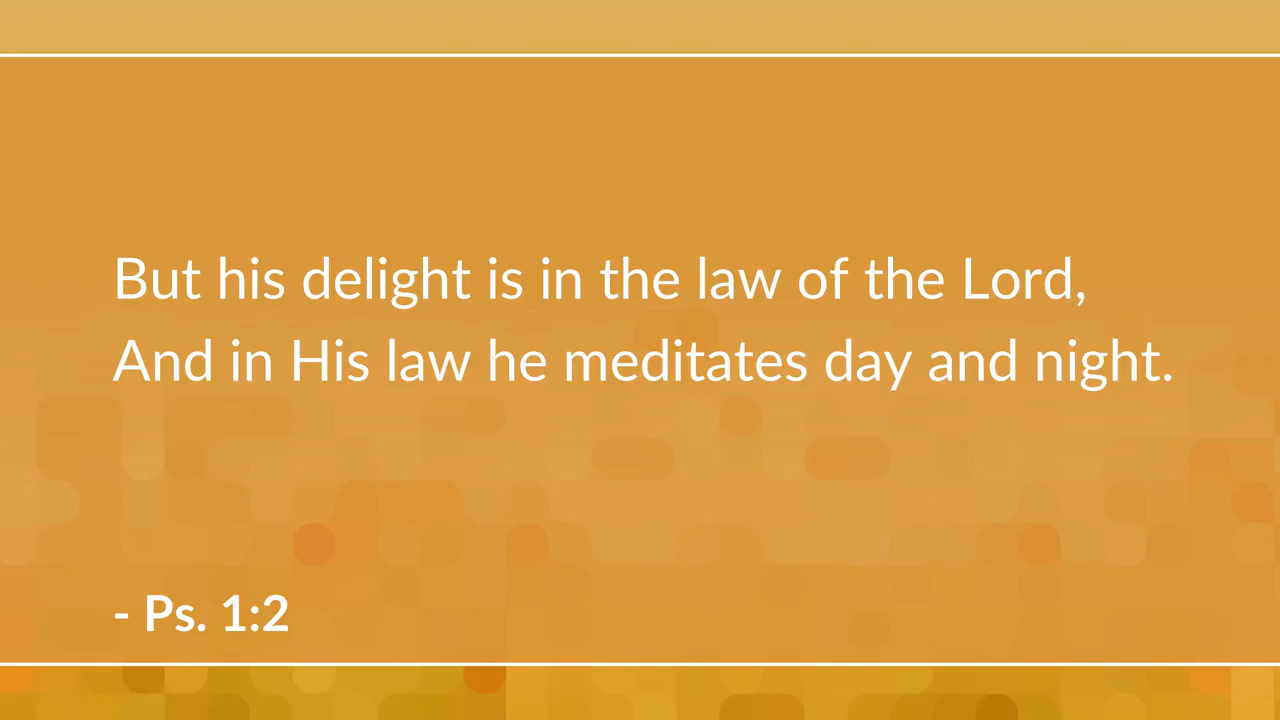 But his delight is in the law of the Lord,
And in His law he meditates day and night.
- Ps. 1:2